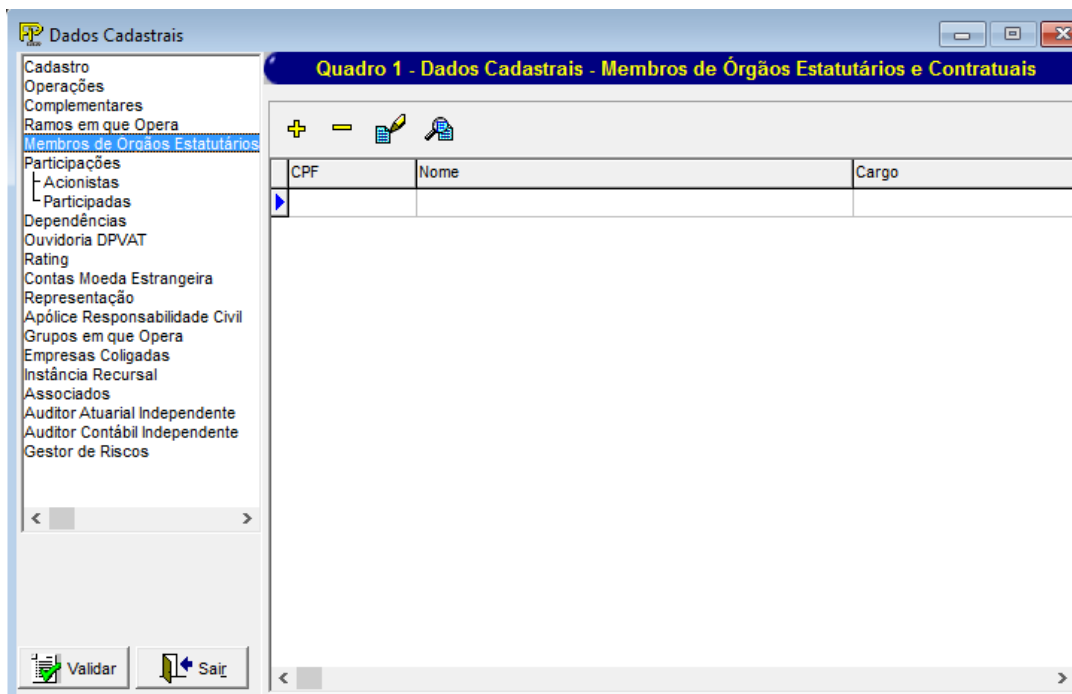 Dados Cadastrais
Cadastro
Operações
Complementares
Ramos em que Opera
Membros de Órgãos Estatutários
Participações
Acionistas
Participadas
Dependências
Ouvidoria DPVAT
Rating
Contas Moeda Estrangeira
Representação
Apólice Responsabilidade Civil
Grupos em que Opera
Empresas Coligadas
Instância Recursal
Associados
Auditor Atuarial Independente
Auditor Contábil Independente
Gestor de Riscos
Validar
Sair
Quadro 1 - Dados Cadastrais - Membros de Órgãos Estatutários e Contratuais
CPF Nome Cargo